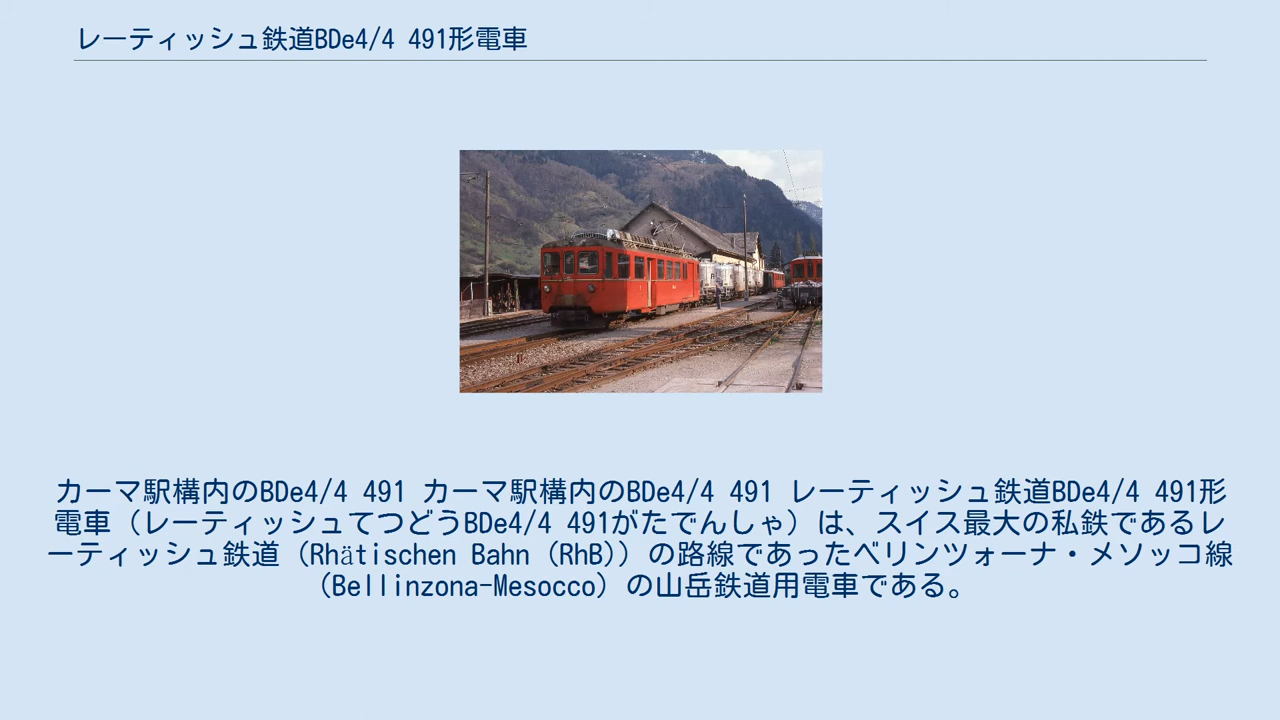 レーティッシュ鉄道BDe4/4 491形電車
カーマ駅構内のBDe4/4 491 カーマ駅構内のBDe4/4 491 レーティッシュ鉄道BDe4/4 491形
電車（レーティッシュてつどうBDe4/4 491がたでんしゃ）は、スイス最大の私鉄であるレ
ーティッシュ鉄道（Rhätischen Bahn（RhB））の路線であったベリンツォーナ・メソッコ線
（Bellinzona-Mesocco）の山岳鉄道用電車である。